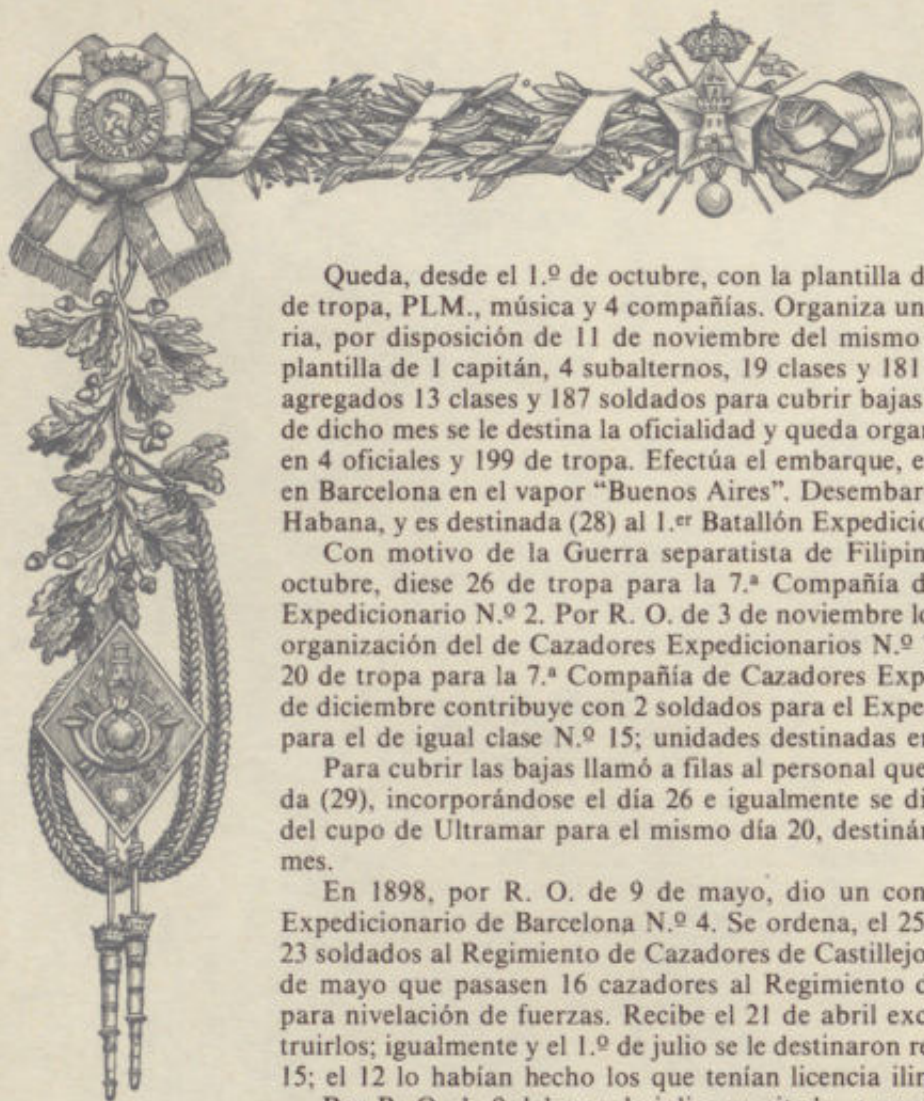 Queda, desde el 1.º de octubre, con la plantilla d
de tropa, PLM., música y 4 compañías. Organiza un
ria, por disposición de 11 de noviembre del mismo
plantilla de 1 capitán, 4 subalternos, 19 clases y 181
agregados 13 clases y 187 soldados para cubrir bajas
de dicho mes se le destina la oficialidad y queda organ
en 4 oficiales y 199 de tropa. Efectúa el embarque, e
en Barcelona en el vapor “Buenos Aires”. Desembar
Habana, y es destinada (28) al 1.er Batallón Expedicio
Con motivo de la Guerra separatista de Filipin
octubre, diese 26 de tropa para la 7.ª Compañía d
Expedicionario N.º 2. Por R. O. de 3 de noviembre lo
organización del de Cazadores Expedicionarios N.º
20 de tropa para la 7.ª Compañía de Cazadores Exp
de diciembre contribuye con 2 soldados para el Expe
para el de igual clase N.º 15; unidades destinadas en
Para cubrir las bajas llamó a filas al personal que
da (29), incorporándose el día 26 e igualmente se di
del cupo de Ultramar para el mismo día 20, destiná
mes.
En 1898, por R. O. de 9 de mayo, dio un con
Expedicionario de Barcelona N.º 4. Se ordena, el 25
23 soldados al Regimiento de Cazadores de Castillejo
de mayo que pasasen 16 cazadores al Regimiento d
para nivelación de fuerzas. Recibe el 21 de abril exc
truirlos; igualmente y el 1.º de julio se le destinaron re
15; el 12 lo habían hecho los que tenían licencia ilir